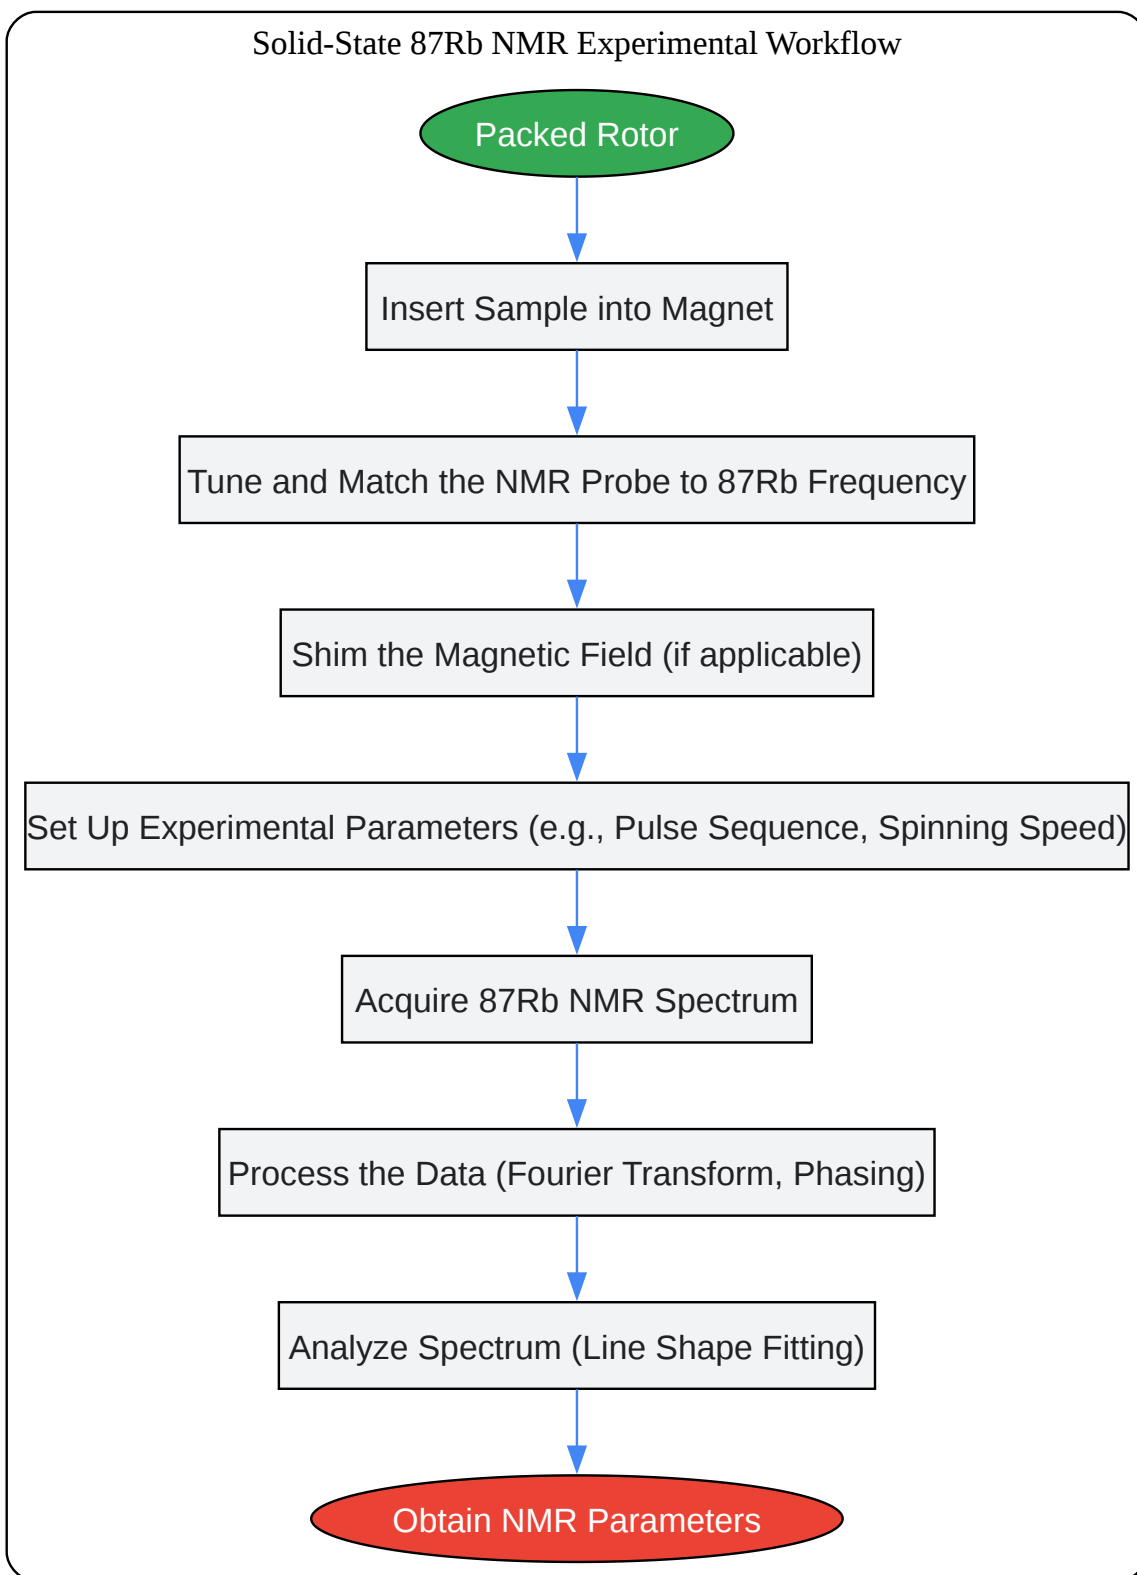 Solid-State 87Rb NMR Experimental Workflow
Packed Rotor
Insert Sample into Magnet
Tune and Match the NMR Probe to 87Rb Frequency
Shim the Magnetic Field (if applicable)
Set Up Experimental Parameters (e.g., Pulse Sequence, Spinning Speed)
Acquire 87Rb NMR Spectrum
Process the Data (Fourier Transform, Phasing)
Analyze Spectrum (Line Shape Fitting)
Obtain NMR Parameters